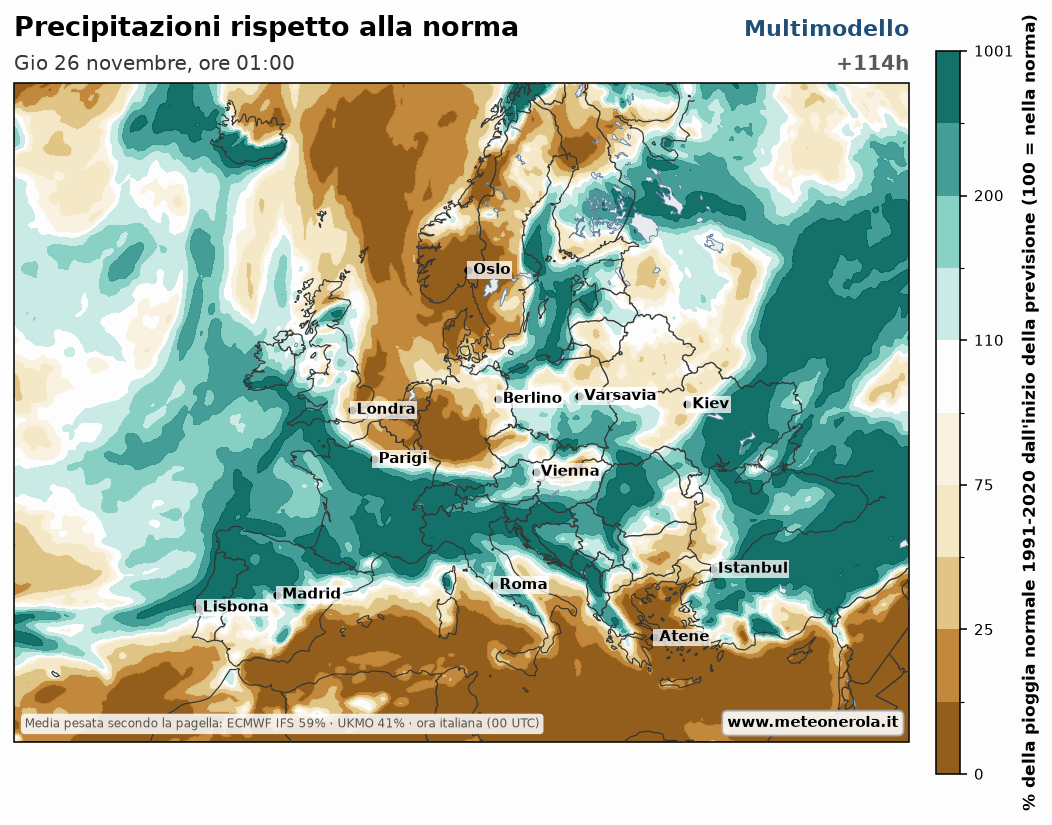 Precipitazioni rispetto alla norma
Multimodello
Gio 26 novembre, ore 01:00
+114h
1001
200
110
75
25
0
% della pioggia normale 1991-2020 dall'inizio della previsione (100 = nella norma)
Oslo
Londra
Berlino
Varsavia
Kiev
Parigi
Vienna
Istanbul
Roma
Madrid
Lisbona
Atene
Media pesata secondo la pagella: ECMWF IFS 59% · UKMO 41% · ora italiana (00 UTC)
www.meteonerola.it